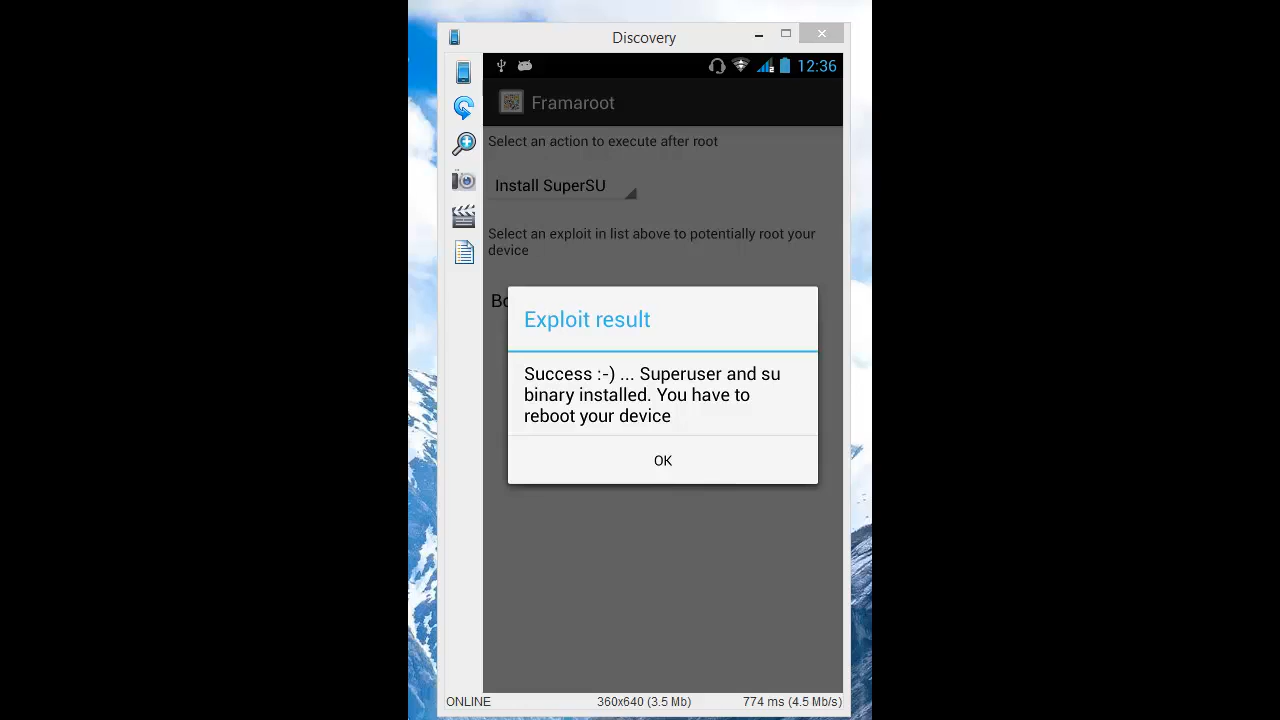 Discovery
12:36
Framaroot
Select an action to execute after root
Install SuperSU
Select an exploit in list above to potentially root your
device
Exploit result
Success :-) ... Superuser and su
binary installed. You have to
reboot your device
OK
ONLINE
360x640 (3.5 Mb)
774 ms (4.5 Mb/s)